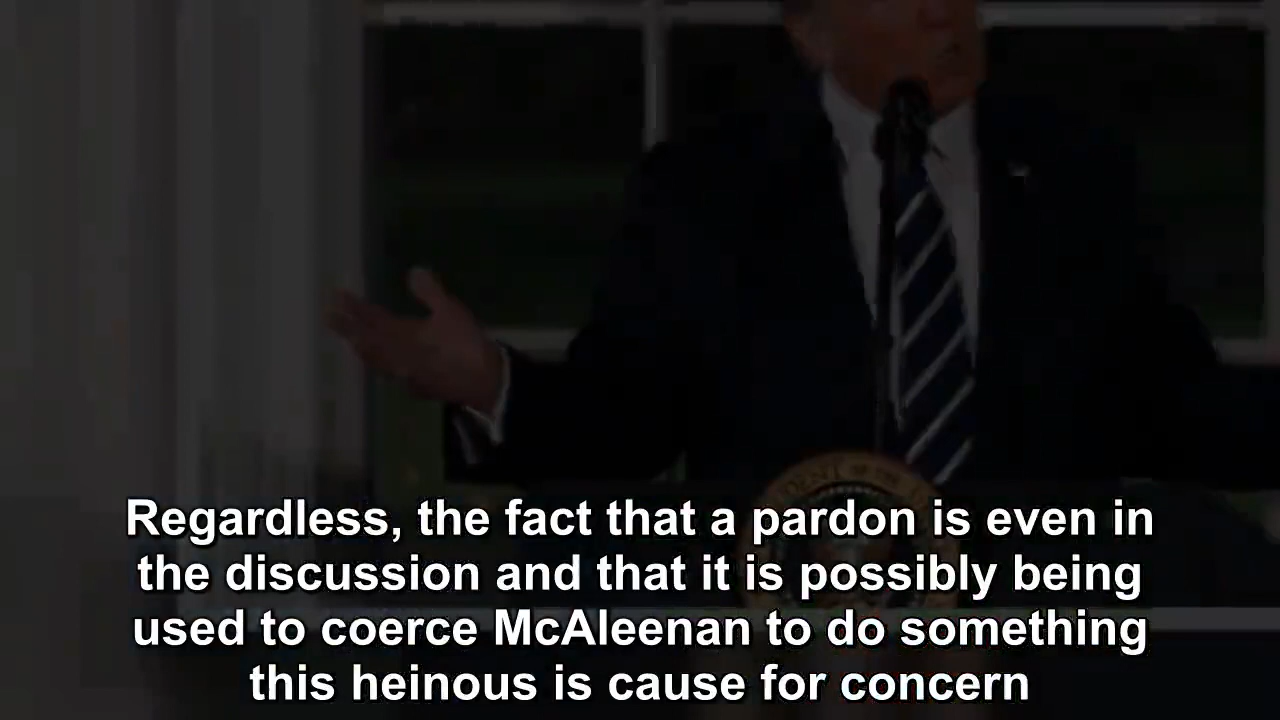 Regardless, the fact that a pardon is even in
the discussion and that it is possibly being
used to coerce McAleenan to do something
this heinous is cause for concern